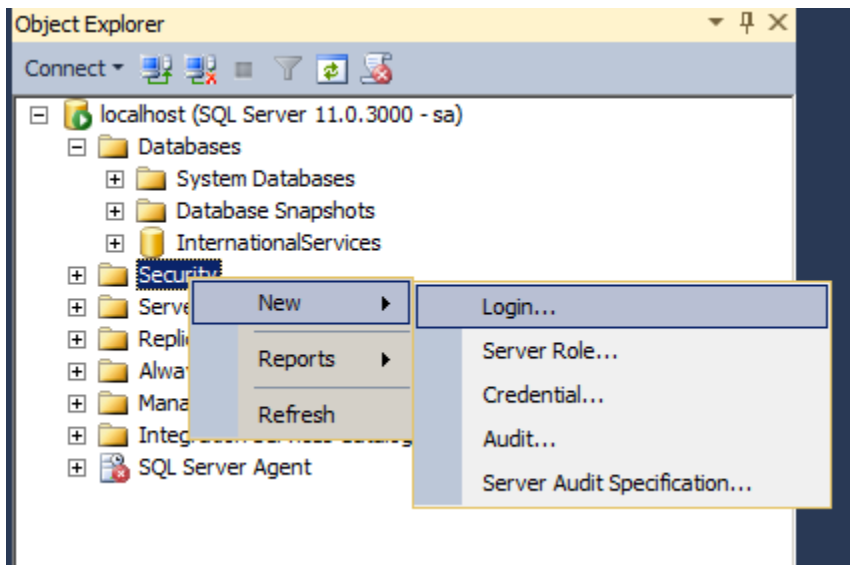 Object Explorer
Connect
localhost (SQL Server 11.0.3000 - sa)
Databases
System Databases
Database Snapshots
InternationalServices
Security
New
Login...
Server Role...
Reports
Credential...
Refresh
Audit...
SQL Server Agent
Server Audit Specification...